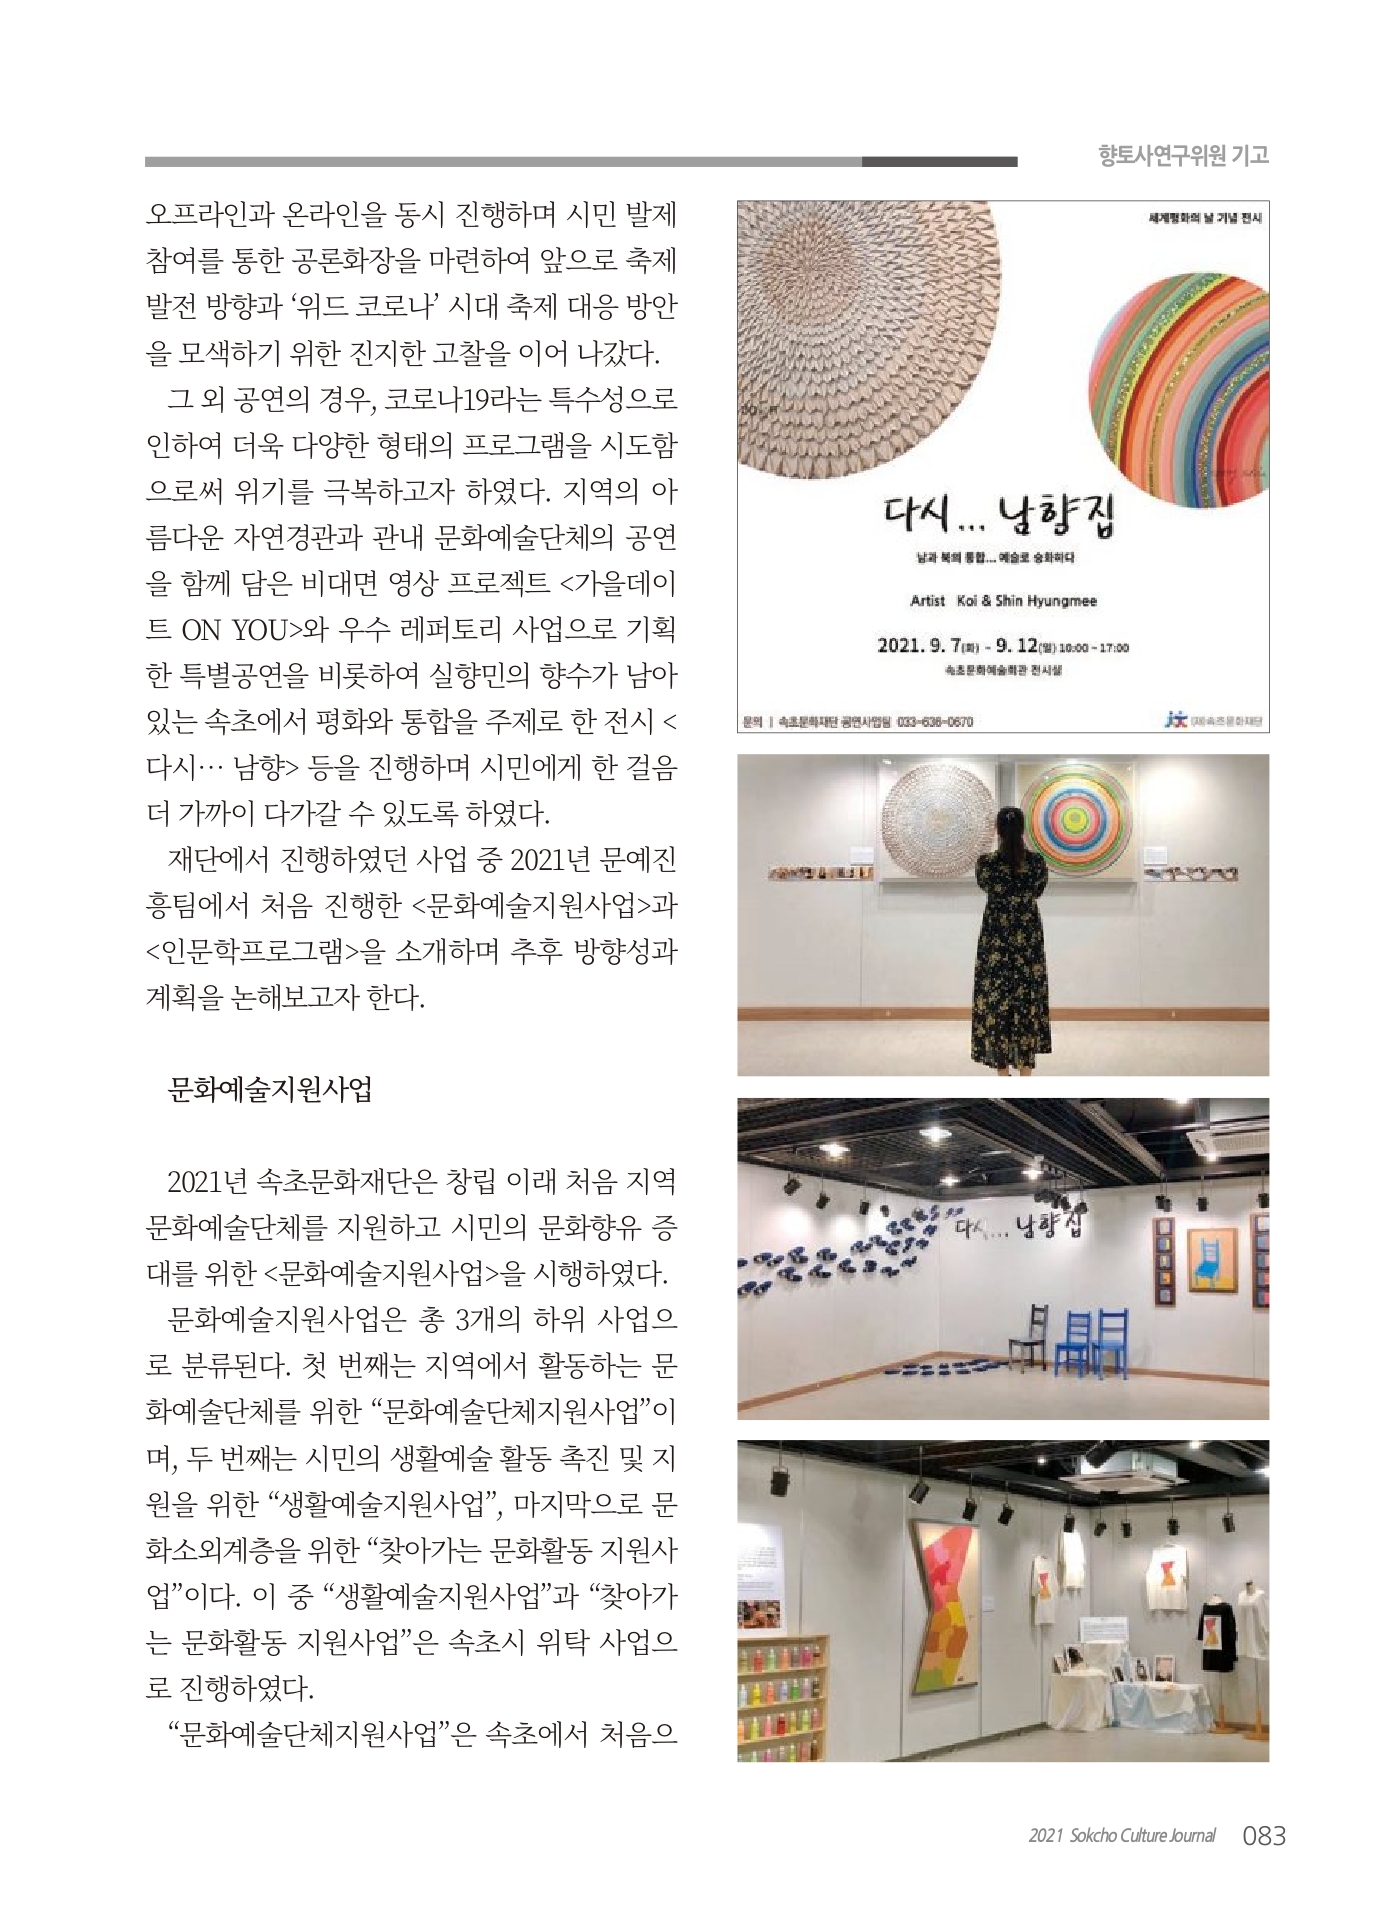 향토사연구위원 기고
오프라인과 온라인을 동시 진행하며 시민 발제
참여를 통한 공론화장을 마련하여 앞으로 축제
발전 방향과 ‘위드 코로나’ 시대 축제 대응 방안
을 모색하기 위한 진지한 고찰을 이어 나갔다.
그 외 공연의 경우, 코로나19라는 특수성으로
인하여 더욱 다양한 형태의 프로그램을 시도함
으로써 위기를 극복하고자 하였다. 지역의 아
름다운 자연경관과 관내 문화예술단체의 공연
을 함께 담은 비대면 영상 프로젝트 <가을데이
트 ON YOU>와 우수 레퍼토리 사업으로 기획
한 특별공연을 비롯하여 실향민의 향수가 남아
있는 속초에서 평화와 통합을 주제로 한 전시 <
다시… 남향> 등을 진행하며 시민에게 한 걸음
더 가까이 다가갈 수 있도록 하였다.
재단에서 진행하였던 사업 중 2021년 문예진
흥팀에서 처음 진행한 <문화예술지원사업>과
<인문학프로그램>을 소개하며 추후 방향성과
계획을 논해보고자 한다.
문화예술지원사업
2021년 속초문화재단은 창립 이래 처음 지역
문화예술단체를 지원하고 시민의 문화향유 증
대를 위한 <문화예술지원사업>을 시행하였다.
문화예술지원사업은 총 3개의 하위 사업으
로 분류된다. 첫 번째는 지역에서 활동하는 문
화예술단체를 위한 “문화예술단체지원사업”이
며, 두 번째는 시민의 생활예술 활동 촉진 및 지
원을 위한 “생활예술지원사업”, 마지막으로 문
화소외계층을 위한 “찾아가는 문화활동 지원사
업”이다. 이 중 “생활예술지원사업”과 “찾아가
는 문화활동 지원사업”은 속초시 위탁 사업으
로 진행하였다.
“문화예술단체지원사업”은 속초에서 처음으
세계평화의 날 기념 전시
다시... 남향집
남과 북의 통합... 예술로 승화하다
Artist Koi & Shin Hyungmee
2021. 9. 7(화) - 9. 12(일) 10:00 ~ 17:00
속초문화예술회관 전시실
문의 | 속초문화재단 공연사업팀 033-636-0670
(재)속초문화재단
다시... 남향집
2021 Sokcho Culture Journal 083